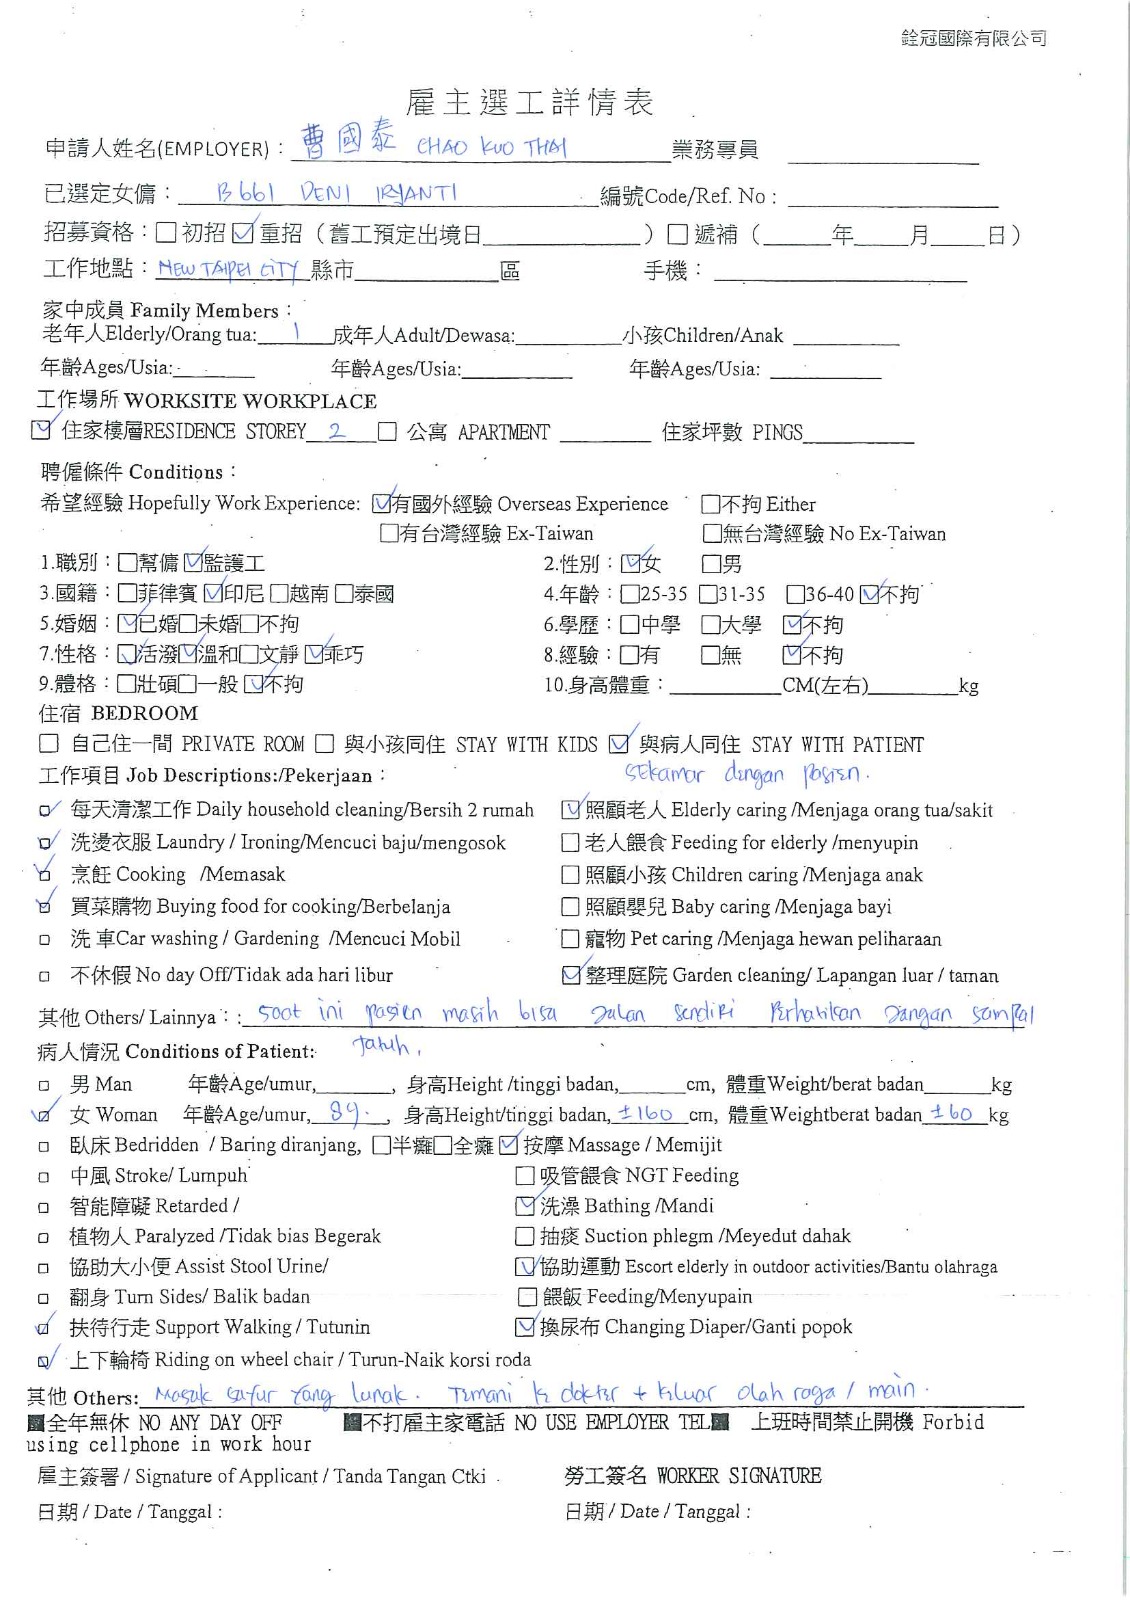 銓冠國際有限公司
雇主選工詳情表
申請人姓名(EMPLOYER)：曹國泰 CHAO KUO THAI 業務專員
已選定女傭：B661 DENI IRYANTI 編號Code/Ref. No：
招募資格：□初招☑重招（舊工預定出境日 ）□遞補（ 年 月 日）
工作地點：NEW TAIPEI CITY 縣市 區 手機：
家中成員 Family Members：
老年人Elderly/Orang tua: 1 成年人Adult/Dewasa: 小孩Children/Anak
年齡Ages/Usia: 年齡Ages/Usia: 年齡Ages/Usia:
工作場所 WORKSITE WORKPLACE
☑ 住家樓層RESIDENCE STOREY 2 □ 公寓 APARTMENT 住家坪數 PINGS
聘僱條件 Conditions：
希望經驗 Hopefully Work Experience: ☑有國外經驗 Overseas Experience □不拘 Either
□有台灣經驗 Ex-Taiwan □無台灣經驗 No Ex-Taiwan
1.職別：□幫傭☑監護工 2.性別：☑女 □男
3.國籍：□菲律賓☑印尼□越南□泰國 4.年齡：□25-35 □31-35 □36-40☑不拘
5.婚姻：☑已婚□未婚□不拘 6.學歷：□中學 □大學 ☑不拘
7.性格：☑活潑☑溫和□文靜☑乖巧 8.經驗：□有 □無 ☑不拘
9.體格：□壯碩□一般☑不拘 10.身高體重： CM(左右) kg
住宿 BEDROOM
□ 自己住一間 PRIVATE ROOM □ 與小孩同住 STAY WITH KIDS ☑ 與病人同住 STAY WITH PATIENT
sekamar dengan pasien.
工作項目 Job Descriptions:/Pekerjaan：
☑ 每天清潔工作 Daily household cleaning/Bersih 2 rumah ☑照顧老人 Elderly caring /Menjaga orang tua/sakit
☑ 洗燙衣服 Laundry / Ironing/Mencuci baju/mengosok □老人餵食 Feeding for elderly /menyupin
☑ 烹飪 Cooking /Memasak □照顧小孩 Children caring /Menjaga anak
☑ 買菜購物 Buying food for cooking/Berbelanja □照顧嬰兒 Baby caring /Menjaga bayi
□ 洗 車Car washing / Gardening /Mencuci Mobil □寵物 Pet caring /Menjaga hewan peliharaan
□ 不休假 No day Off/Tidak ada hari libur ☑整理庭院 Garden cleaning/ Lapangan luar / taman
其他 Others/ Lainnya：: saat ini pasien masih bisa jalan sendiri perhatikan jangan sampai
jatuh.
病人情況 Conditions of Patient:
□ 男 Man 年齡Age/umur, , 身高Height /tinggi badan, cm, 體重Weight/berat badan kg
☑ 女 Woman 年齡Age/umur, 89. , 身高Height/tinggi badan, ±160 cm, 體重Weightberat badan ±60 kg
□ 臥床 Bedridden / Baring diranjang, □半癱□全癱 ☑按摩 Massage / Memijit
□ 中風 Stroke/ Lumpuh □吸管餵食 NGT Feeding
□ 智能障礙 Retarded / ☑洗澡 Bathing /Mandi
□ 植物人 Paralyzed /Tidak bias Begerak □抽痰 Suction phlegm /Meyedut dahak
□ 協助大小便 Assist Stool Urine/ ☑協助運動 Escort elderly in outdoor activities/Bantu olahraga
□ 翻身 Turn Sides/ Balik badan □餵飯 Feeding/Menyupain
☑ 扶待行走 Support Walking / Tutunin ☑換尿布 Changing Diaper/Ganti popok
☑ 上下輪椅 Riding on wheel chair / Turun-Naik korsi roda
其他 Others: Masak sayur yang lunak. Temani ke dokter + keluar olah raga / main.
■全年無休 NO ANY DAY OFF ■不打雇主家電話 NO USE EMPLOYER TEL■ 上班時間禁止開機 Forbid
using cellphone in work hour
雇主簽署 / Signature of Applicant / Tanda Tangan Ctki 勞工簽名 WORKER SIGNATURE
日期 / Date / Tanggal : 日期 / Date / Tanggal :